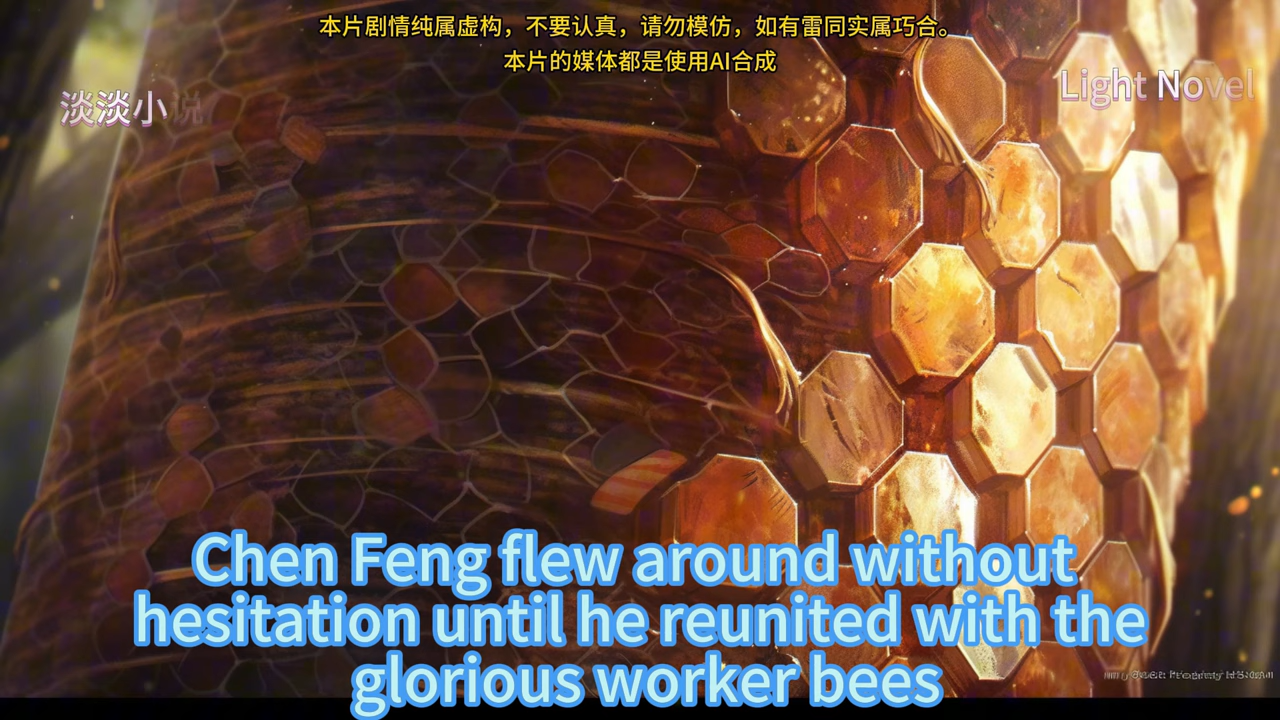 本片剧情纯属虚构，不要认真，请勿模仿，如有雷同实属巧合。
本片的媒体都是使用AI合成
淡淡小说
Light Novel
Chen Feng flew around without
hesitation until he reunited with the
glorious worker bees